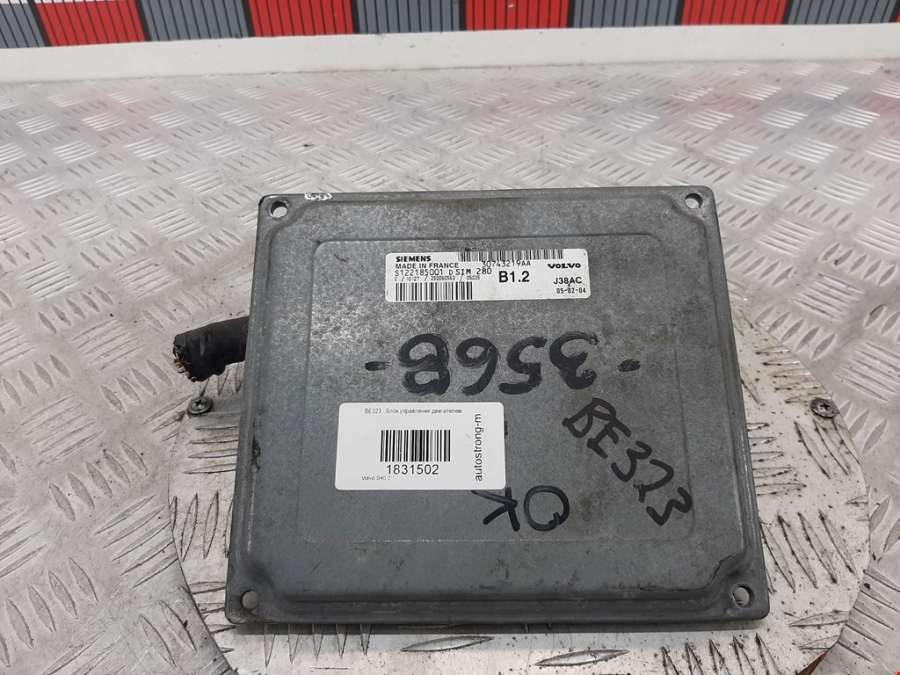 SIEMENS
MADE IN FRANCE 30743219AA VOLVO
S122185001 D SIM 280 B1.2 J38AC
05-02-04
-356B-
BE323
OK
BE323 Блок управления двигателем
1831502
Volvo S40 2
autostrong-m